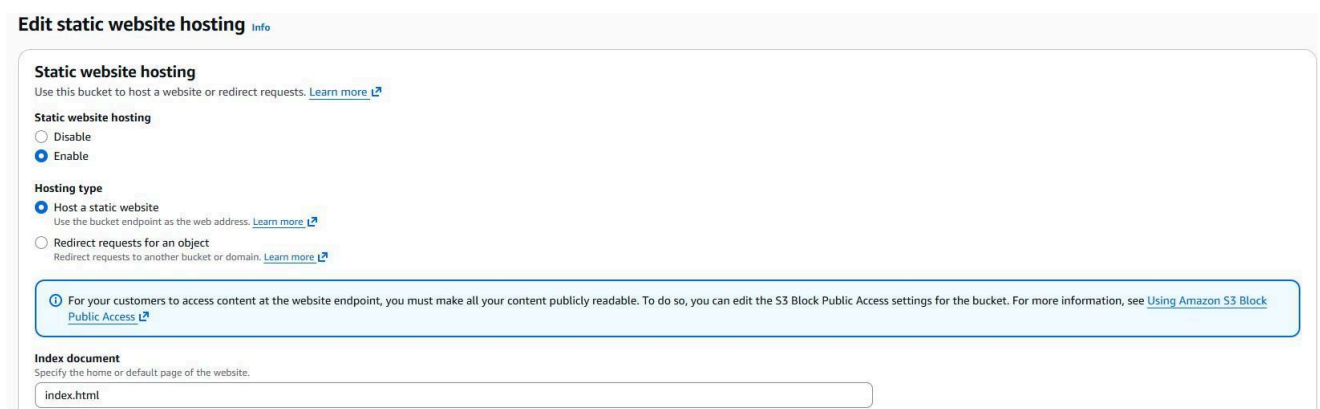 Edit static website hosting Info
Static website hosting
Use this bucket to host a website or redirect requests. Learn more
Static website hosting
Disable
Enable
Hosting type
Host a static website
Use the bucket endpoint as the web address. Learn more
Redirect requests for an object
Redirect requests to another bucket or domain. Learn more
For your customers to access content at the website endpoint, you must make all your content publicly readable. To do so, you can edit the S3 Block Public Access settings for the bucket. For more information, see Using Amazon S3 Block
Public Access
Index document
Specify the home or default page of the website.
index.html